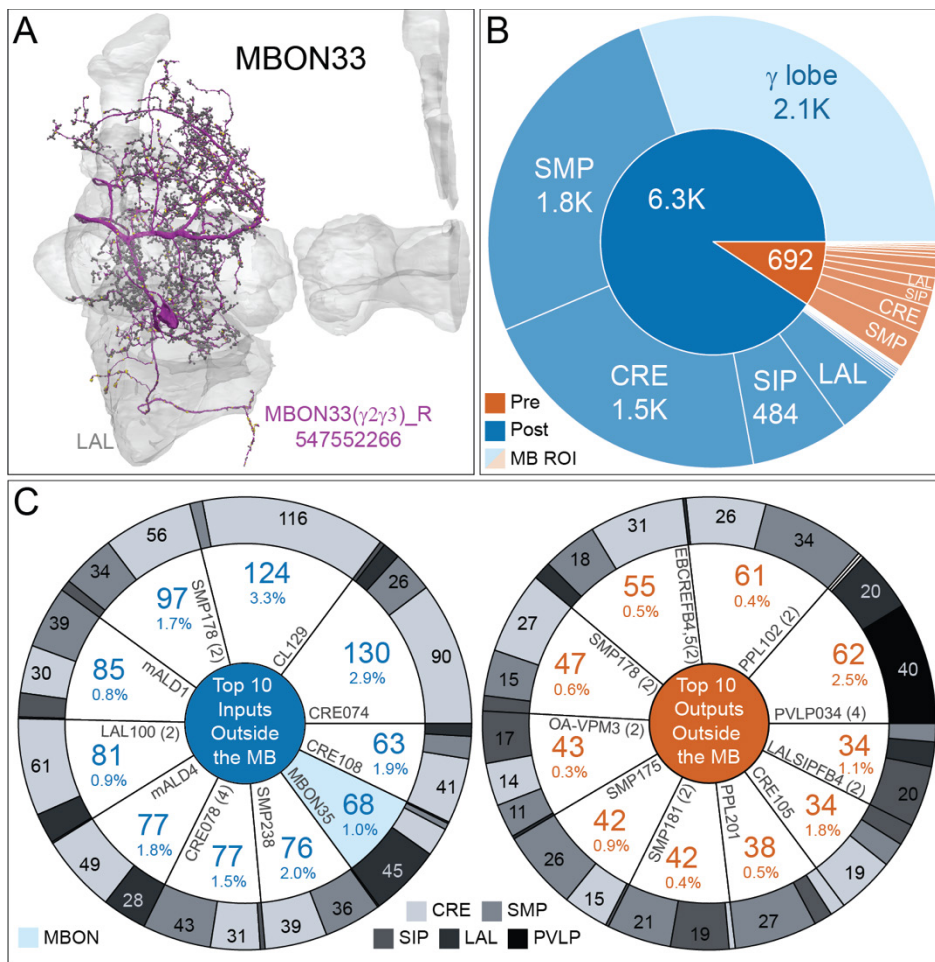 A
MBON33
LAL
MBON33(γ2γ3)_R
547552266
B
γ lobe
2.1K
SMP
1.8K
6.3K
692
LAL
SIP
CRE
SMP
CRE
1.5K
SIP
484
LAL
Pre
Post
MB ROI
C
Top 10
Inputs
Outside
the MB
130
2.9%
CRE074
90
26
124
3.3%
CL129
116
97
1.7%
SMP178 (2)
56
34
85
0.8%
mALD1
39
30
81
0.9%
LAL100 (2)
61
77
1.8%
mALD4
49
28
77
1.5%
CRE078 (4)
43
31
76
2.0%
SMP238
39
36
68
1.0%
MBON35
45
63
1.9%
CRE108
41
Top 10
Outputs
Outside
the MB
62
2.5%
PVLP034 (4)
40
20
61
0.4%
PPL102 (2)
34
26
55
0.5%
EBCREFB4,5(2)
31
18
47
0.6%
SMP178 (2)
27
15
43
0.3%
OA-VPM3 (2)
17
14
42
0.9%
SMP175
11
26
42
0.4%
SMP181 (2)
15
21
19
38
0.5%
PPL201
27
34
1.8%
CRE105
19
34
1.1%
LALSIPFB4 (2)
20
MBON
CRE
SMP
SIP
LAL
PVLP